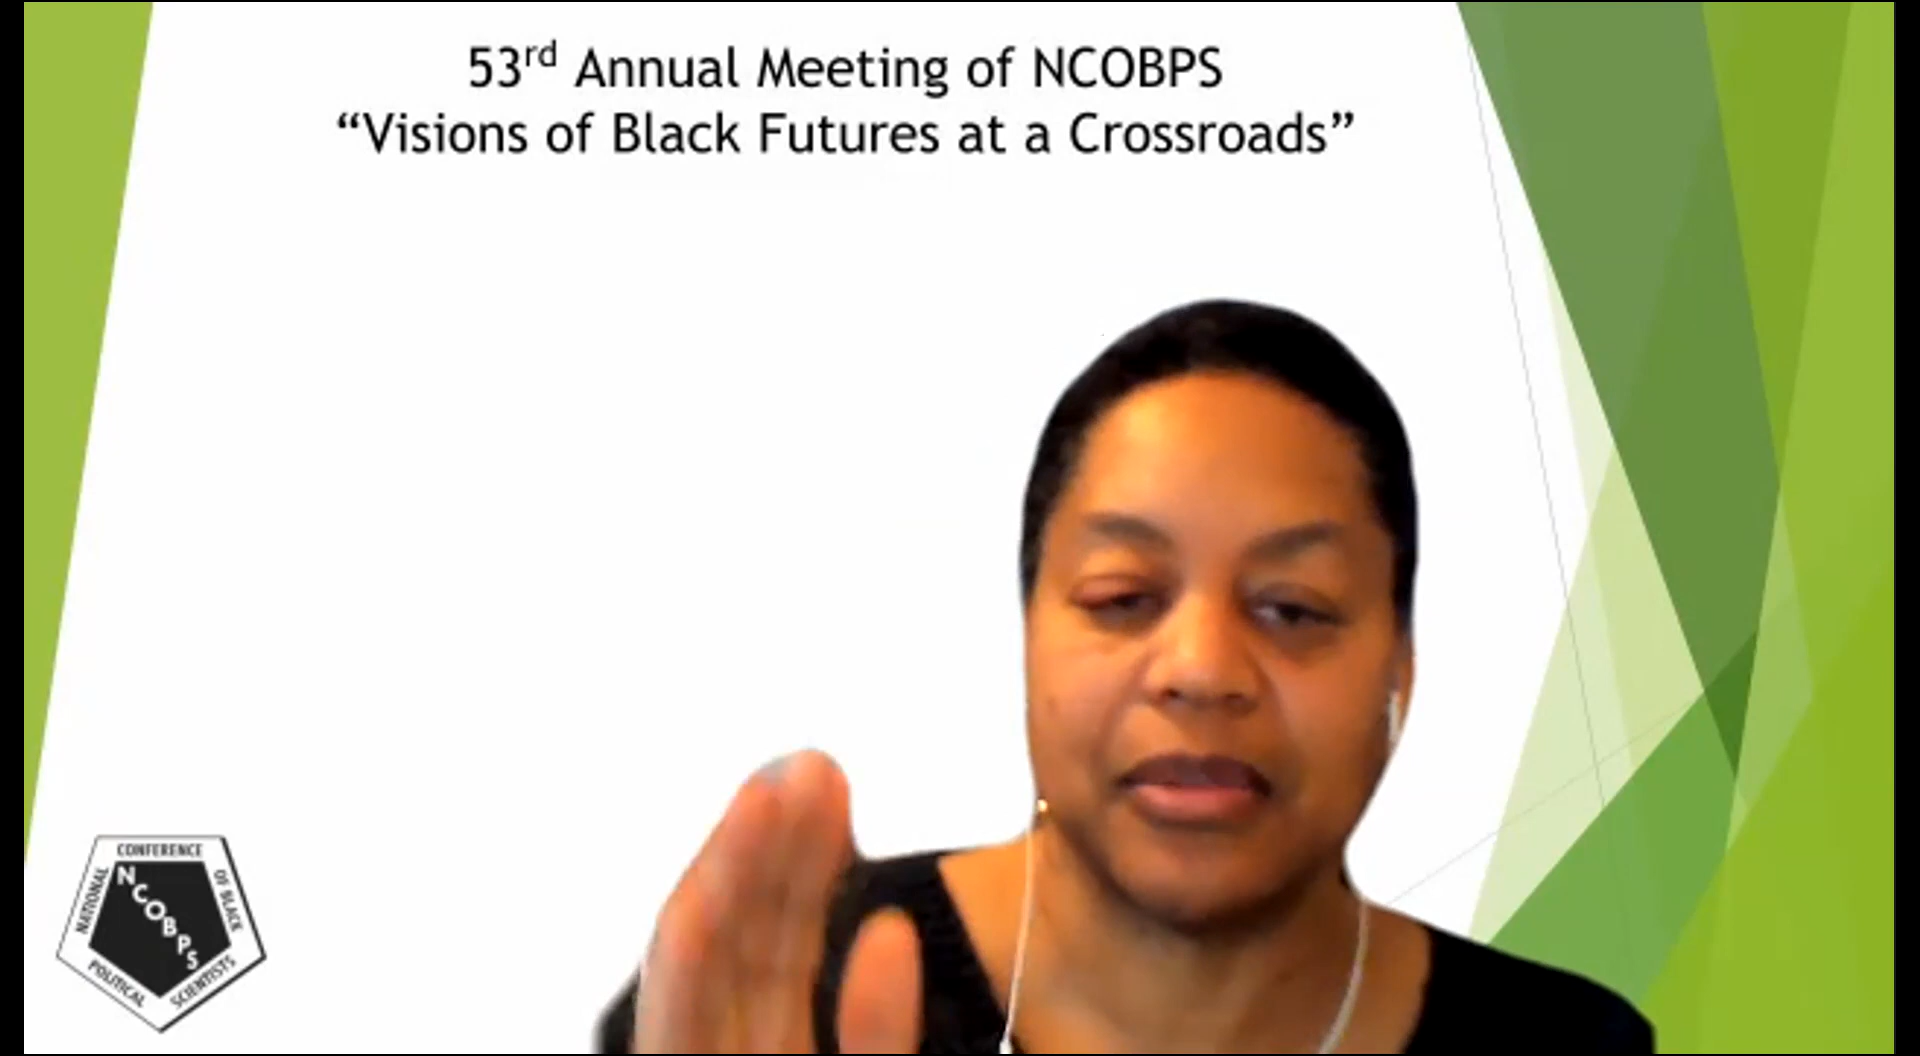 53rd Annual Meeting of NCOBPS
“Visions of Black Futures at a Crossroads”
CONFERENCE
NATIONAL
OF BLACK
NCOBPS
POLITICAL
SCIENTISTS